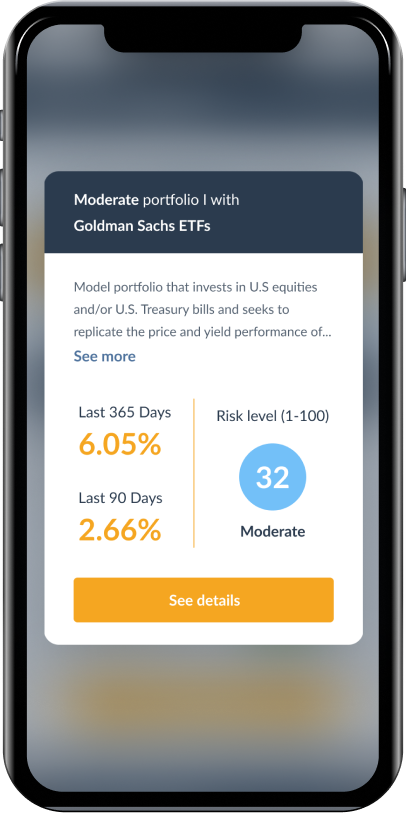 Moderate portfolio I with
Goldman Sachs ETFs
Model portfolio that invests in U.S equities
and/or U.S. Treasury bills and seeks to
replicate the price and yield performance of...
See more
Last 365 Days
6.05%
Last 90 Days
2.66%
Risk level (1-100)
32
Moderate
See details